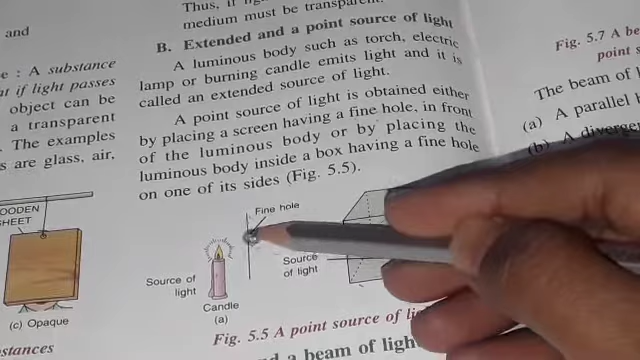 and
e : A substance
nt if light passes
object can be
a transparent
. The examples
s are glass, air,
OODEN
SHEET
(c) Opaque
stances
Thus, if
medium must be transparent.
B. Extended and a point source of light
A luminous body such as torch, electric
lamp or burning candle emits light and it is
called an extended source of light.
A point source of light is obtained either
by placing a screen having a fine hole, in front
of the luminous body or by placing the
luminous body inside a box having a fine hole
on one of its sides (Fig. 5.5).
Fine hole
Source of
light
Candle
(a)
Source
of light
Fig. 5.5 A point source of
and a beam of light
Fig. 5.7 A be
point s
The beam of
(a) A parallel
(b) A diverge